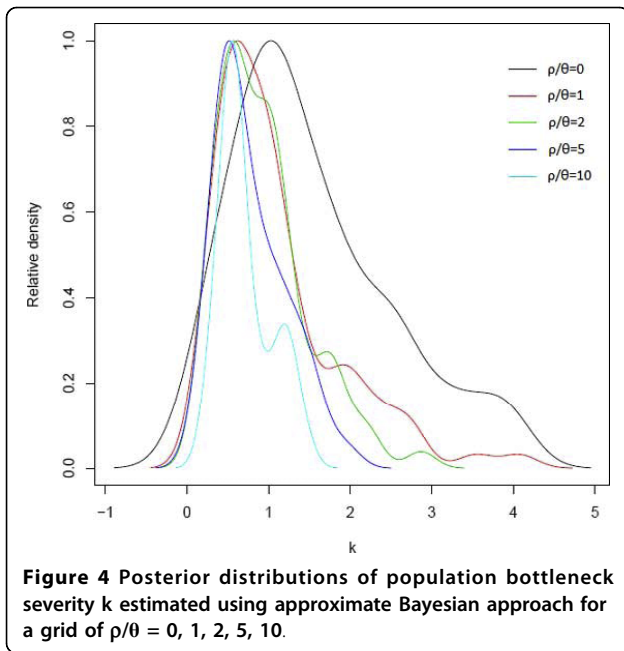 1.0
0.8
0.6
0.4
0.2
0.0
Relative density
ρ/θ=0
ρ/θ=1
ρ/θ=2
ρ/θ=5
ρ/θ=10
−1 0 1 2 3 4 5
k
Figure 4 Posterior distributions of population bottleneck
severity k estimated using approximate Bayesian approach for
a grid of ρ/θ = 0, 1, 2, 5, 10.